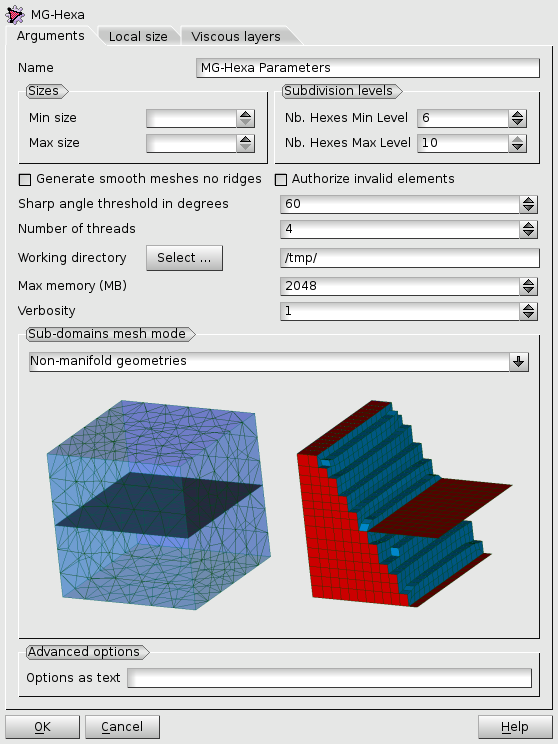 MG-Hexa
Arguments Local size Viscous layers
Name MG-Hexa Parameters
Sizes
Min size
Max size
Subdivision levels
Nb. Hexes Min Level 6
Nb. Hexes Max Level 10
Generate smooth meshes no ridges Authorize invalid elements
Sharp angle threshold in degrees 60
Number of threads 4
Working directory Select ... /tmp/
Max memory (MB) 2048
Verbosity 1
Sub-domains mesh mode
Non-manifold geometries
Advanced options
Options as text
OK Cancel Help